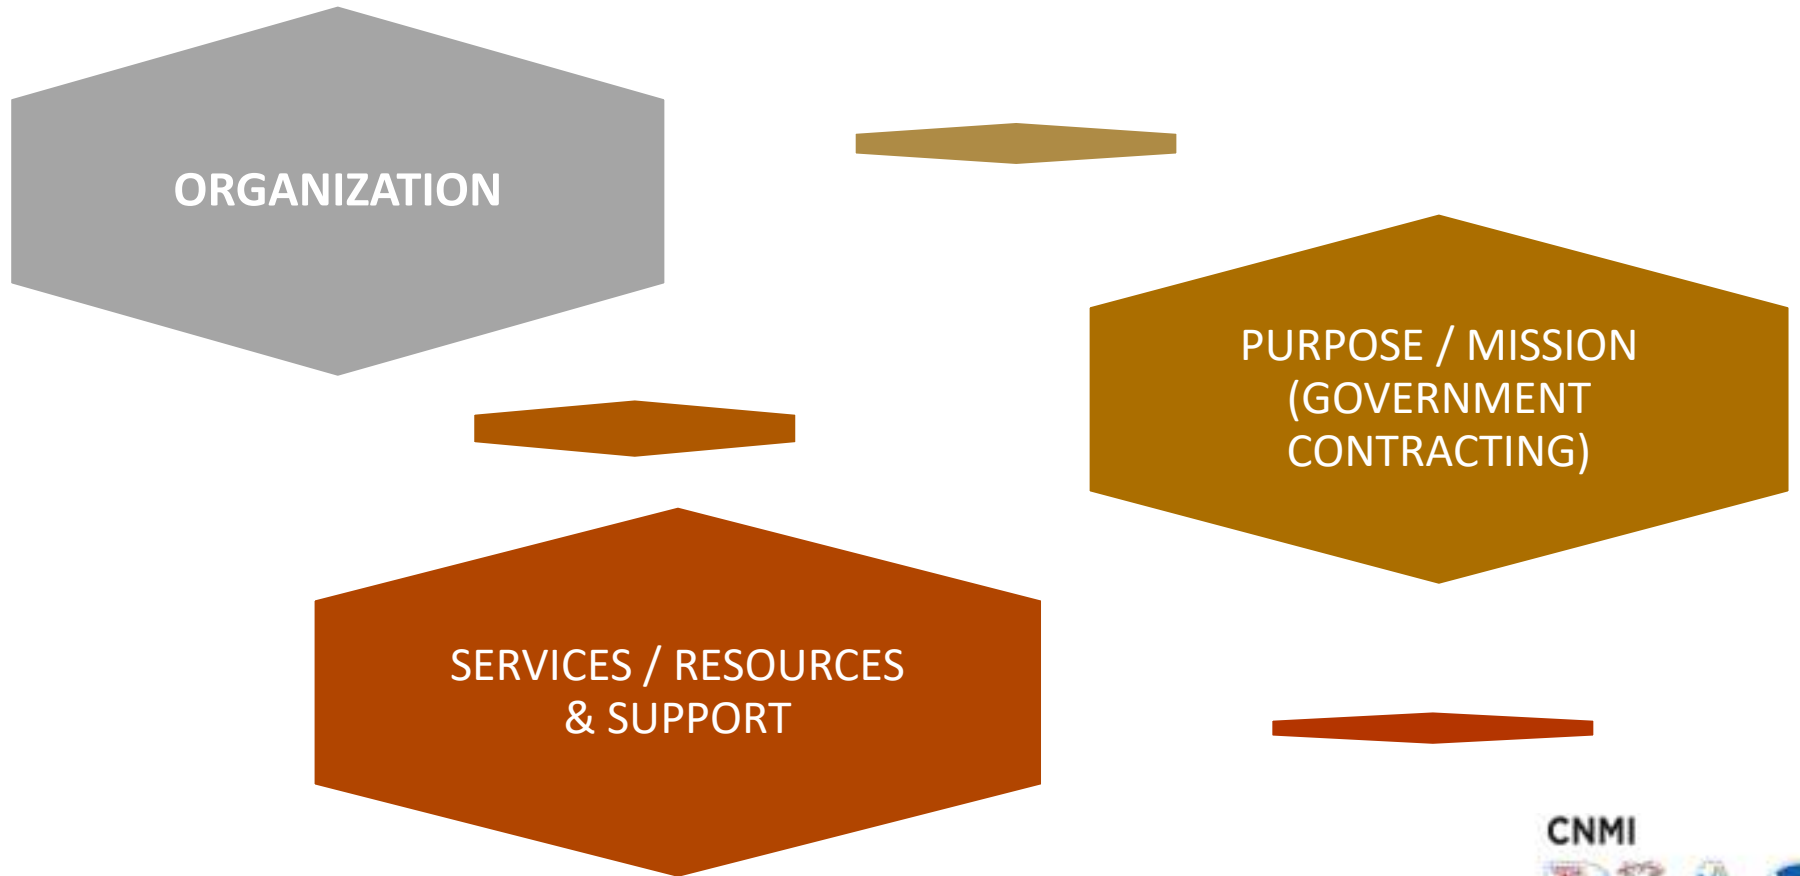 ORGANIZATION
PURPOSE / MISSION
(GOVERNMENT
CONTRACTING)
SERVICES / RESOURCES
& SUPPORT
CNMI